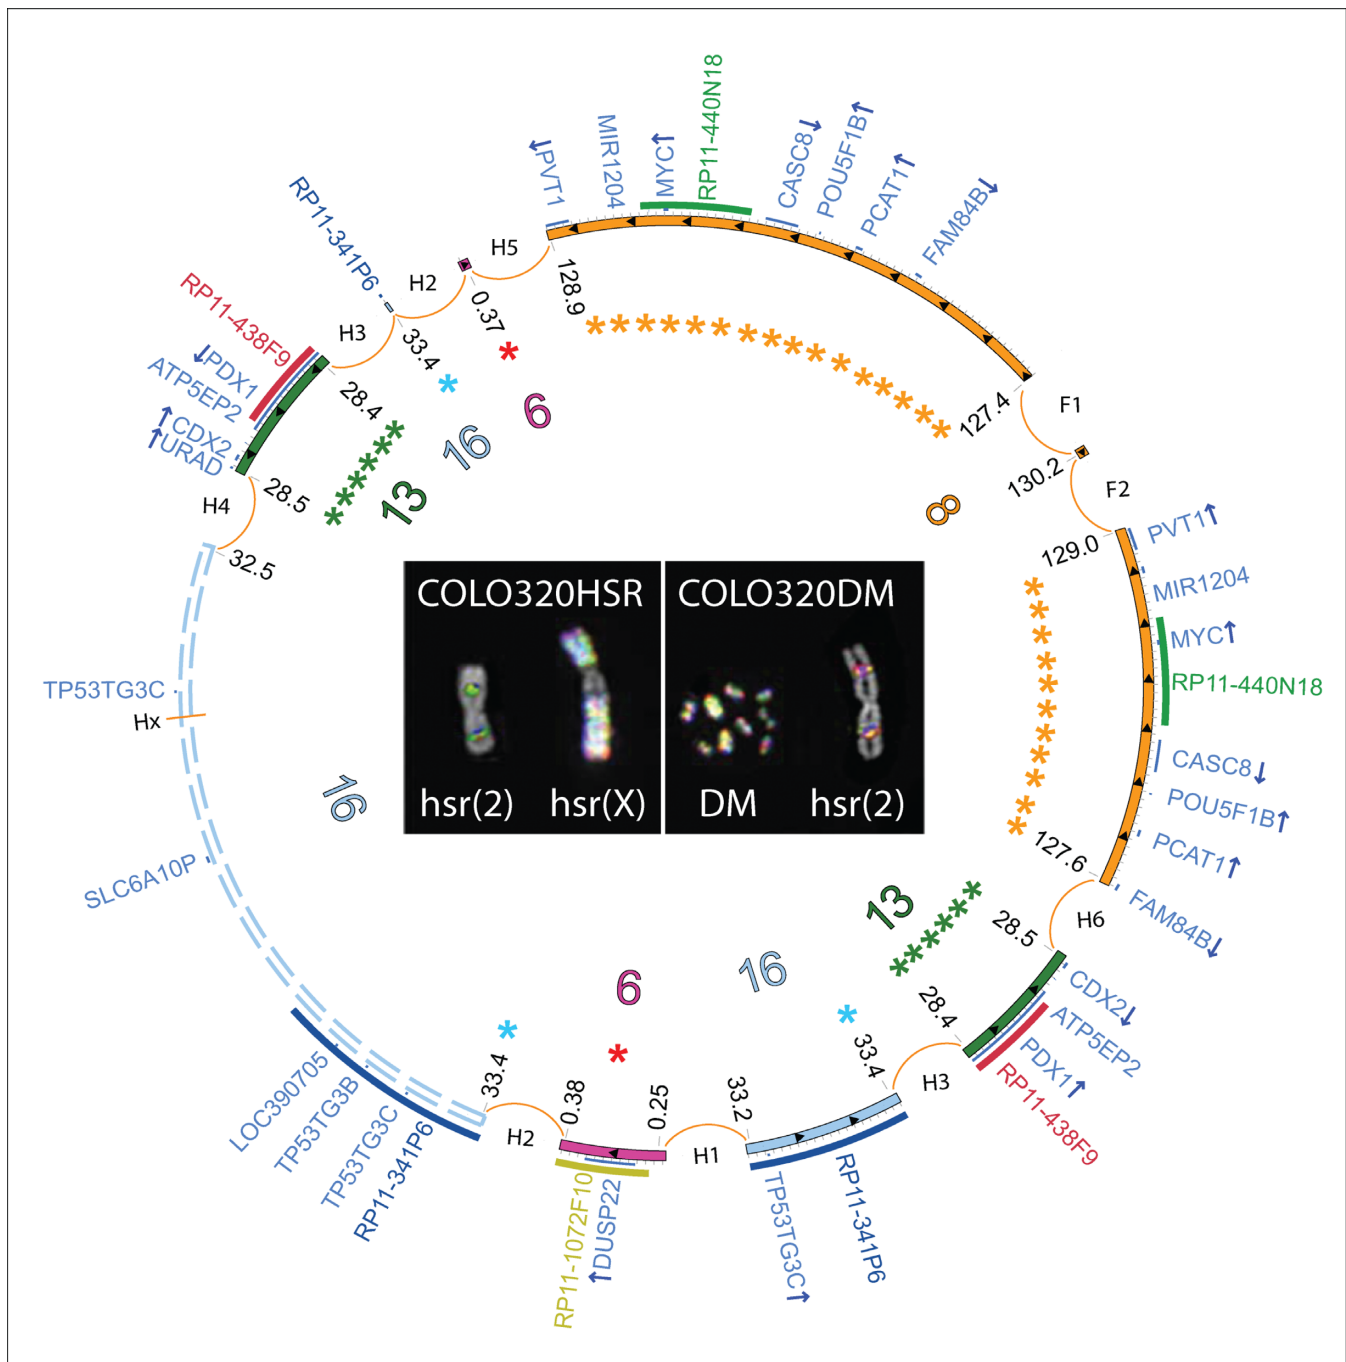 ↓PVT1
MIR1204
MYC↑
RP11-440N18
CASC8↓
POU5F1B↑
PCAT1↑
FAM84B↓
H5
128.9
****************
127.4
F1
130.2
F2
8
129.0
PVT1↑
MIR1204
MYC↑
RP11-440N18
CASC8↓
POU5F1B↑
PCAT1↑
FAM84B↓
***********
127.6
H6
28.5
13
******
28.4
CDX2↓
ATP5EP2
PDX1↑
RP11-438F9
H3
33.4
*
16
33.2
RP11-341P6
TP53TG3C↑
H1
0.25
6
*
0.38
↑DUSP22
RP11-1072F10
H2
33.4
*
RP11-341P6
TP53TG3C
TP53TG3B
LOC390705
SLC6A10P
16
Hx
TP53TG3C
32.5
H4
28.5
↑URAD
↑CDX2
ATP5EP2
↓PDX1
RP11-438F9
******
13
28.4
H3
RP11-341P6
33.4
*
16
H2
0.37
*
6
COLO320HSR
hsr(2)
hsr(X)
COLO320DM
DM
hsr(2)